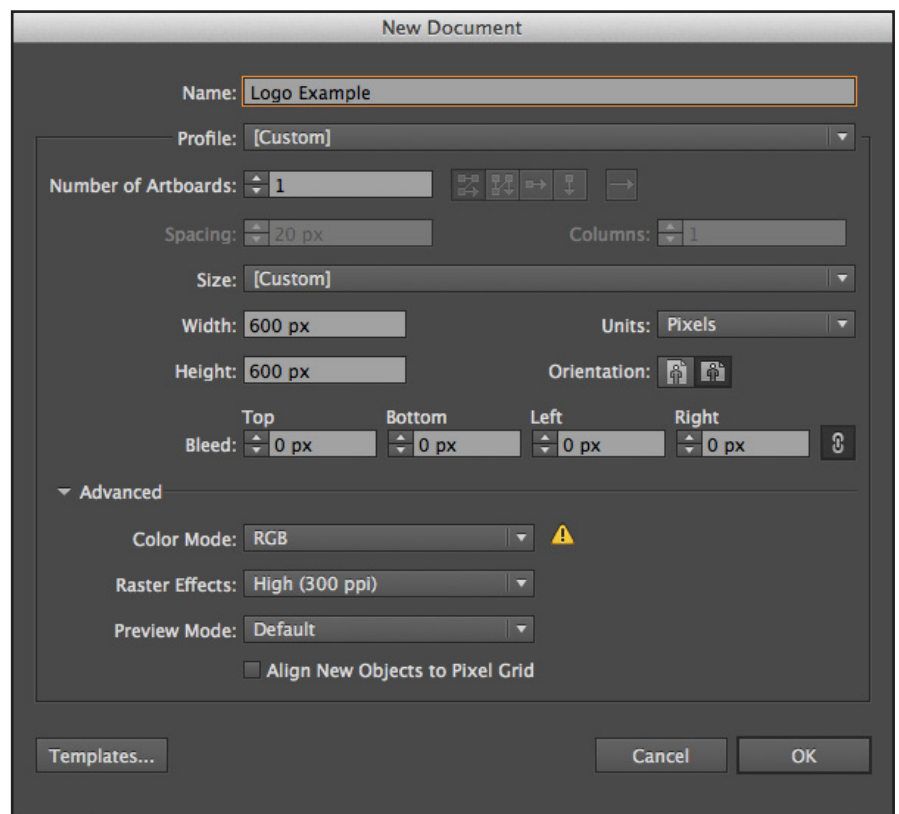 New Document
Name: Logo Example
Profile: [Custom]
Number of Artboards: 1
Spacing: 20 px Columns: 1
Size: [Custom]
Width: 600 px Units: Pixels
Height: 600 px Orientation:
Top Bottom Left Right
Bleed: 0 px 0 px 0 px 0 px
Advanced
Color Mode: RGB
Raster Effects: High (300 ppi)
Preview Mode: Default
Align New Objects to Pixel Grid
Templates... Cancel OK